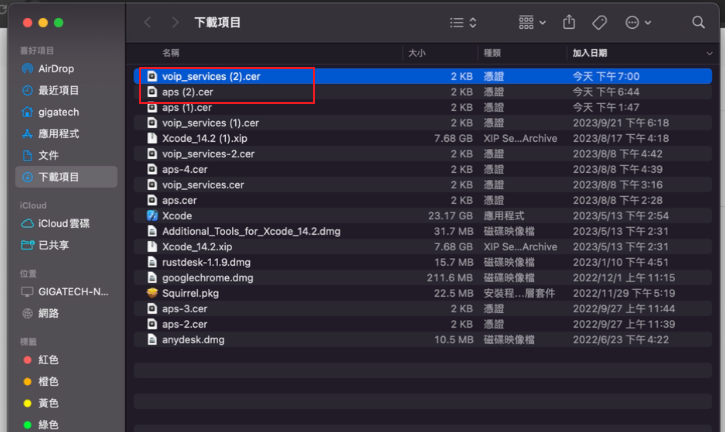 下載項目
喜好項目
AirDrop
最近項目
gigatech
應用程式
文件
下載項目
iCloud
iCloud雲碟
已共享
位置
GIGATECH-N...
網路
標籤
紅色
橙色
黃色
綠色
名稱 大小 種類 加入日期
voip_services (2).cer 2 KB 憑證 今天 下午7:00
aps (2).cer 2 KB 憑證 今天 下午6:44
aps (1).cer 2 KB 憑證 今天 下午1:47
voip_services (1).cer 2 KB 憑證 2023/9/21 下午6:18
Xcode_14.2 (1).xip 7.68 GB XIP Se...Archive 2023/8/17 下午4:18
voip_services-2.cer 2 KB 憑證 2023/8/8 下午4:42
aps-4.cer 2 KB 憑證 2023/8/8 下午4:39
voip_services.cer 2 KB 憑證 2023/8/8 下午3:16
aps.cer 2 KB 憑證 2023/8/8 下午2:28
Xcode 23.17 GB 應用程式 2023/5/13 下午2:54
Additional_Tools_for_Xcode_14.2.dmg 31.7 MB 磁碟映像檔 2023/5/13 下午2:31
Xcode_14.2.xip 7.68 GB XIP Se...Archive 2023/5/13 下午2:31
rustdesk-1.1.9.dmg 15.7 MB 磁碟映像檔 2023/1/10 下午4:51
googlechrome.dmg 211.6 MB 磁碟映像檔 2022/12/1 上午11:15
Squirrel.pkg 22.5 MB 安裝程...層套件 2022/11/29 下午5:19
aps-3.cer 2 KB 憑證 2022/9/27 上午11:44
aps-2.cer 2 KB 憑證 2022/9/27 上午11:39
anydesk.dmg 10.5 MB 磁碟映像檔 2022/6/23 下午4:22